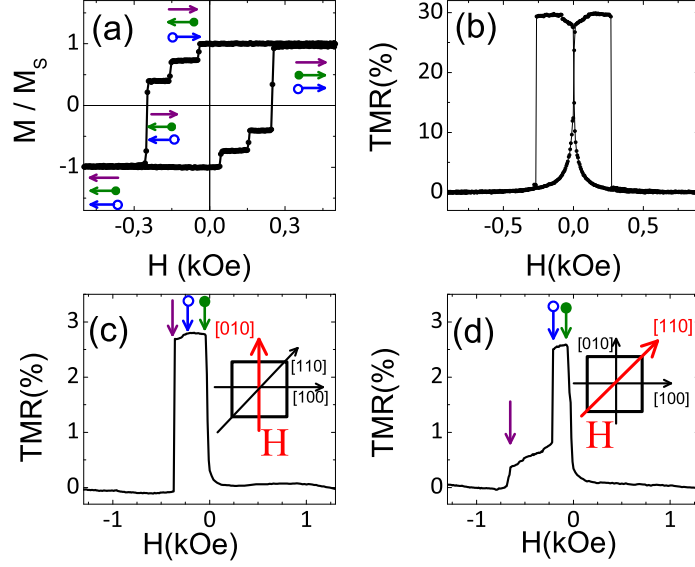 (a)
M / M_S
1
0
-1
-0,3
0,0
0,3
H (kOe)
(b)
TMR(%)
30
20
10
0
-0,5
0,0
0,5
H(kOe)
(c)
TMR(%)
3
2
1
0
[010]
[110]
[100]
H
-1
0
1
H(kOe)
(d)
TMR(%)
3
2
1
0
[010]
[110]
[100]
H
-1
0
1
H(kOe)